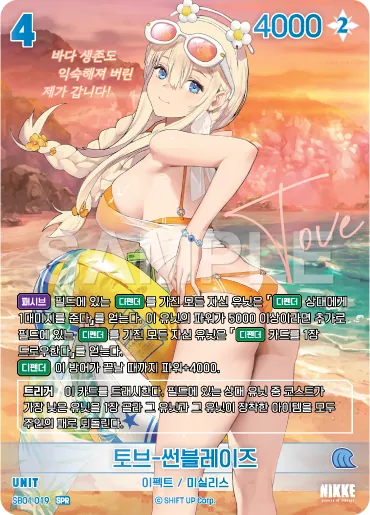 4
4000 2
바다 생존도
익숙해져 버린
제가 갑니다!
Tove
SAMPLE
패시브 필드에 있는 디펜더 를 가진 모든 자신 유닛은 「 디펜더 상대에게
1대미지를 준다」를 얻는다. 이 유닛의 파워가 5000 이상이라면 추가로
필드에 있는 디펜더 를 가진 모든 자신 유닛은 「 디펜더 카드를 1장
드로우한다」를 얻는다.
디펜더 이 방어가 끝날 때까지 파워+4000.
트리거 이 카드를 트래시한다. 필드에 있는 상대 유닛 중 코스트가
가장 낮은 유닛을 1장 골라 그 유닛과 그 유닛이 장착한 아이템을 모두
주인의 패로 되돌린다.
토브-썬블레이즈
UNIT
이펙트 / 미실리스
SB01-019 SPR
ⓒ SHIFT UP Corp.
NIKKE